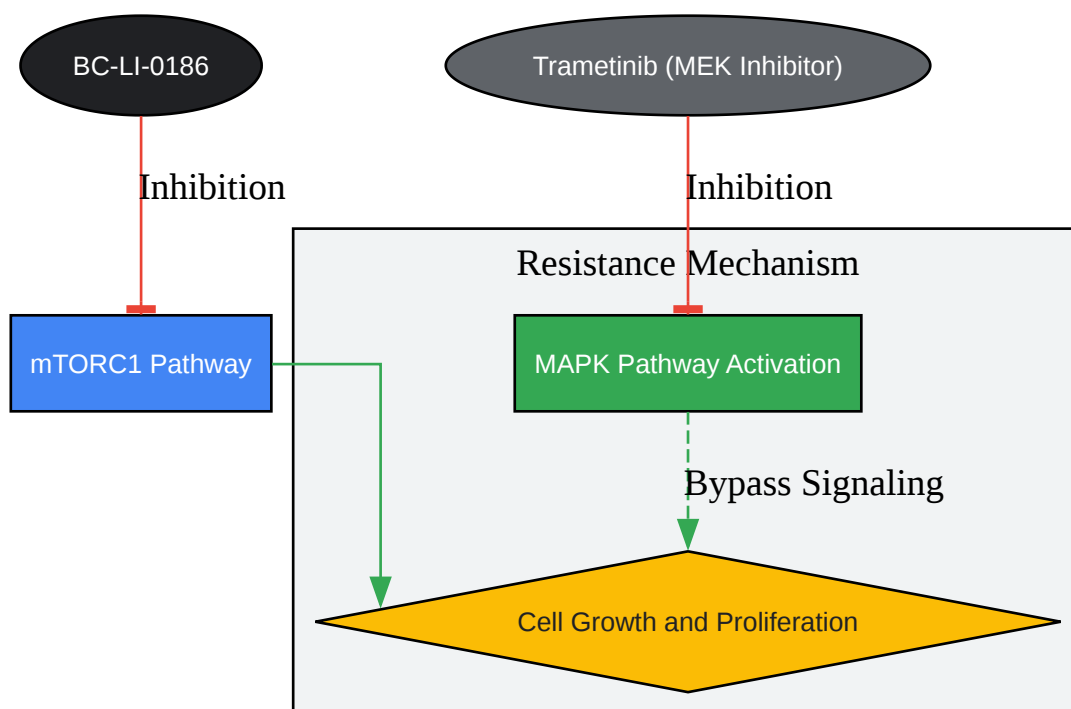 BC-LI-0186
Trametinib (MEK Inhibitor)
Inhibition
Inhibition
Resistance Mechanism
mTORC1 Pathway
MAPK Pathway Activation
Bypass Signaling
Cell Growth and Proliferation